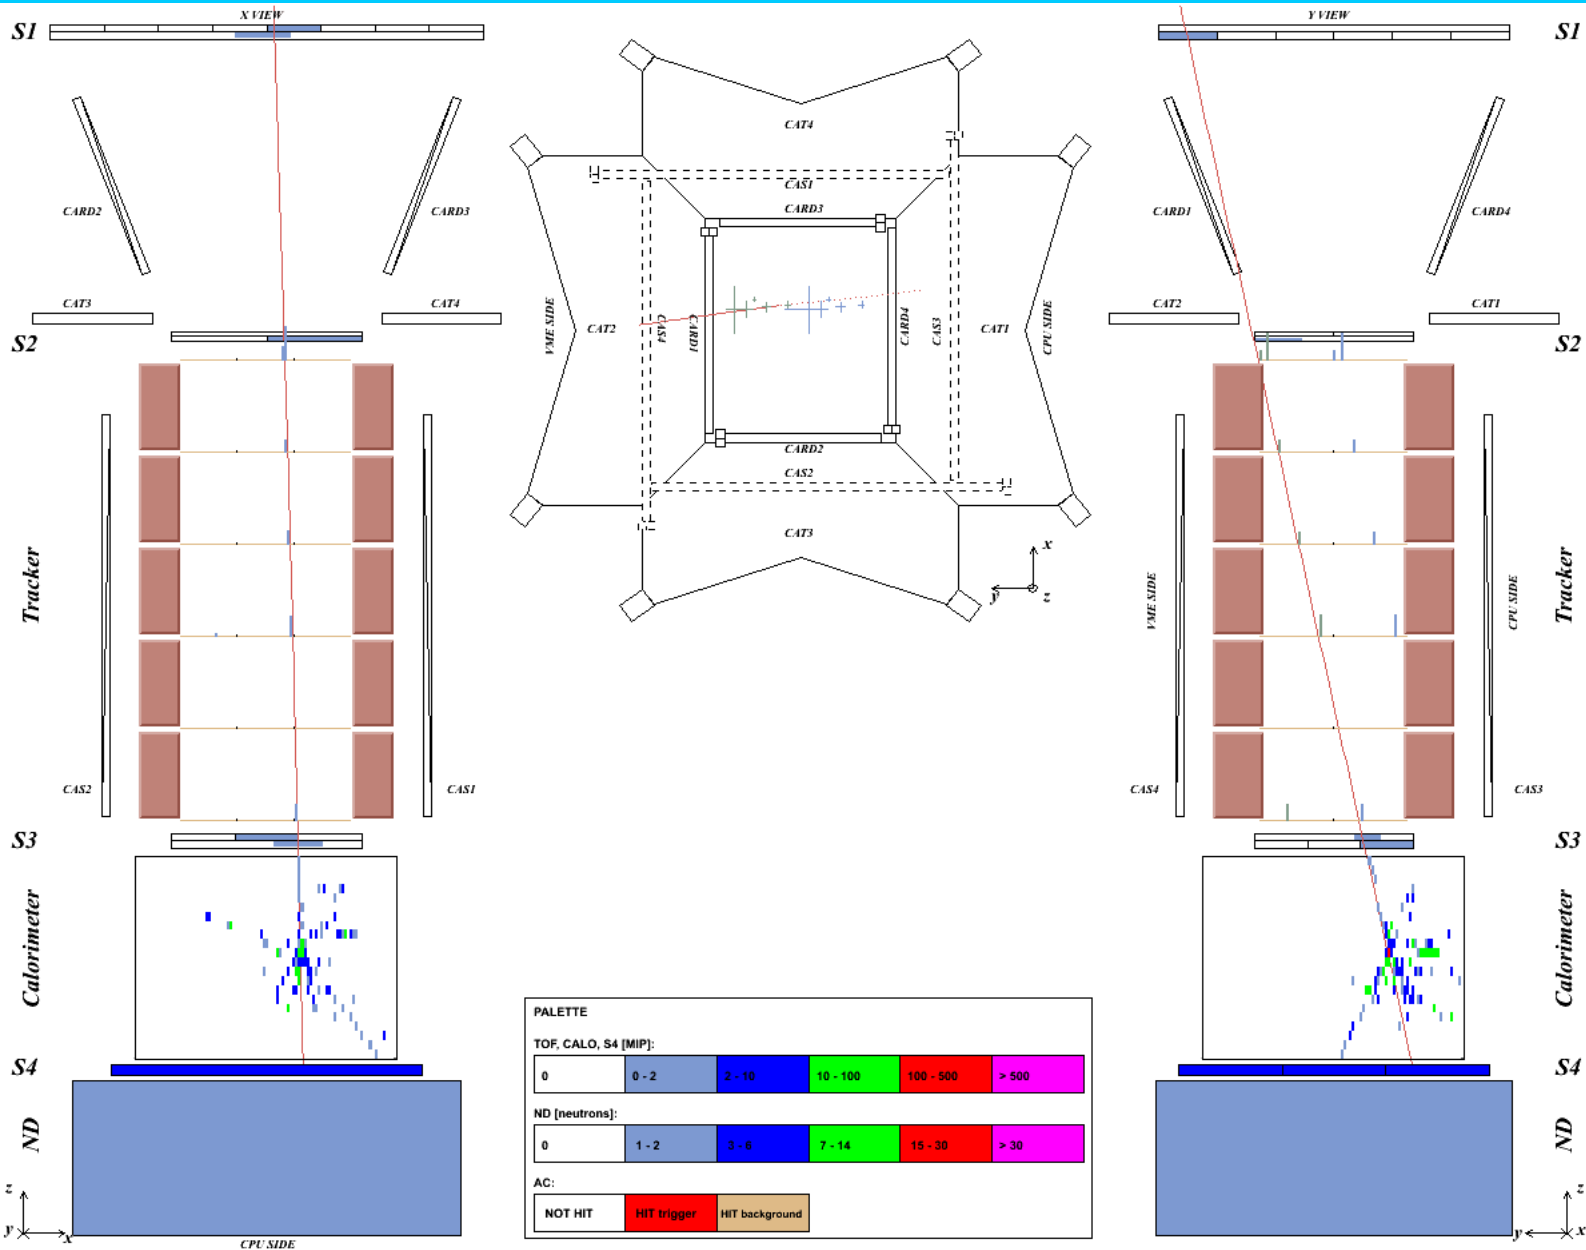 X VIEW
Y VIEW
S1
S1
CAT4
CARD2
CARD3
CAS1
CARD3
CARD1
CARD4
CAT3
CAT4
VME SIDE
CAT2
CAS4
CARD1
CARD4
CAS3
CAT1
CPU SIDE
CAT2
CAT1
S2
S2
CARD2
CAS2
CAT3
x
y
z
Tracker
VME SIDE
CPU SIDE
Tracker
CAS2
CAS1
CAS4
CAS3
S3
S3
Calorimeter
Calorimeter
S4
S4
ND
ND
PALETTE
TOF, CALO, S4 [MIP]:
0 0 - 2 2 - 10 10 - 100 100 - 500 > 500
ND [neutrons]:
0 1 - 2 3 - 6 7 - 14 15 - 30 > 30
AC:
NOT HIT HIT trigger HIT background
z
y
x
CPU SIDE
z
y
x